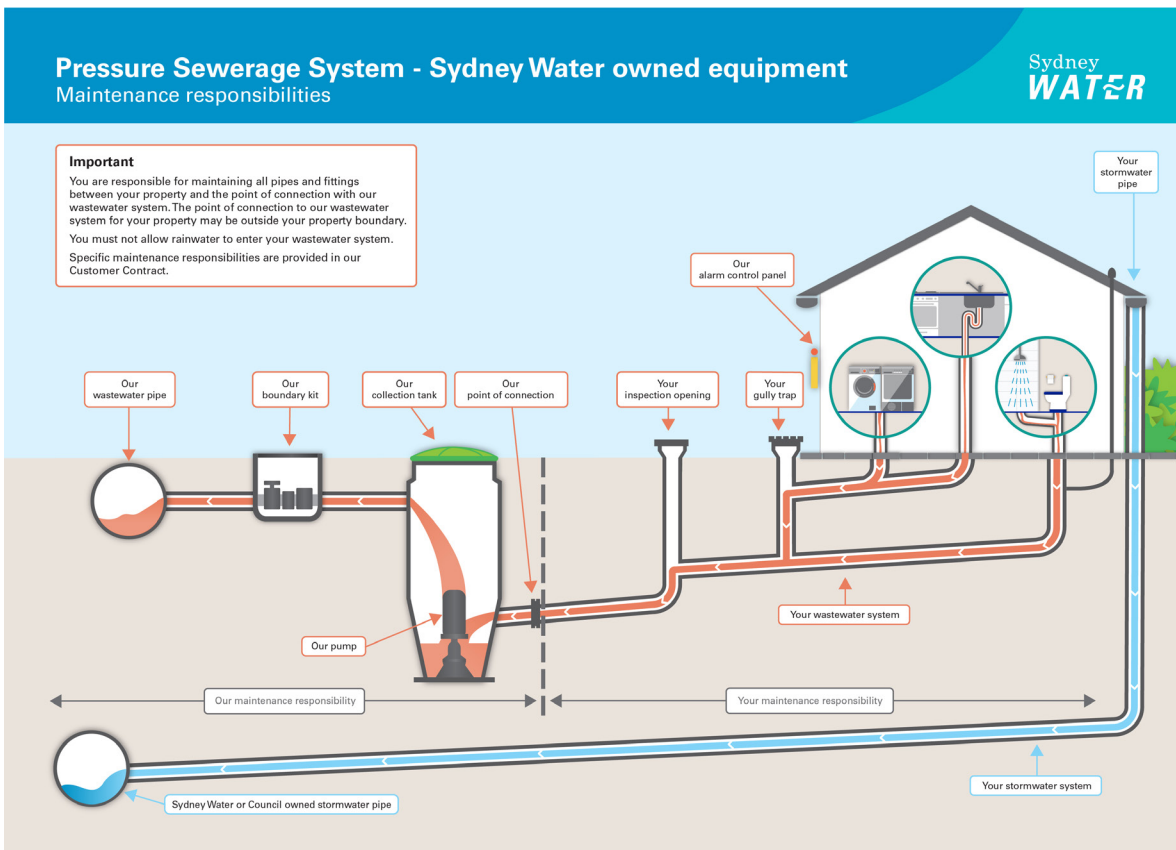 Pressure Sewerage System - Sydney Water owned equipment
Maintenance responsibilities
Sydney
WATER
Important
You are responsible for maintaining all pipes and fittings
between your property and the point of connection with our
wastewater system. The point of connection to our wastewater
system for your property may be outside your property boundary.
You must not allow rainwater to enter your wastewater system.
Specific maintenance responsibilities are provided in our
Customer Contract.
Your
stormwater
pipe
Our
alarm control panel
Our
wastewater pipe
Our
boundary kit
Our
collection tank
Our
point of connection
Your
inspection opening
Your
gully trap
Your wastewater system
Our pump
Our maintenance responsibility
Your maintenance responsibility
Your stormwater system
Sydney Water or Council owned stormwater pipe